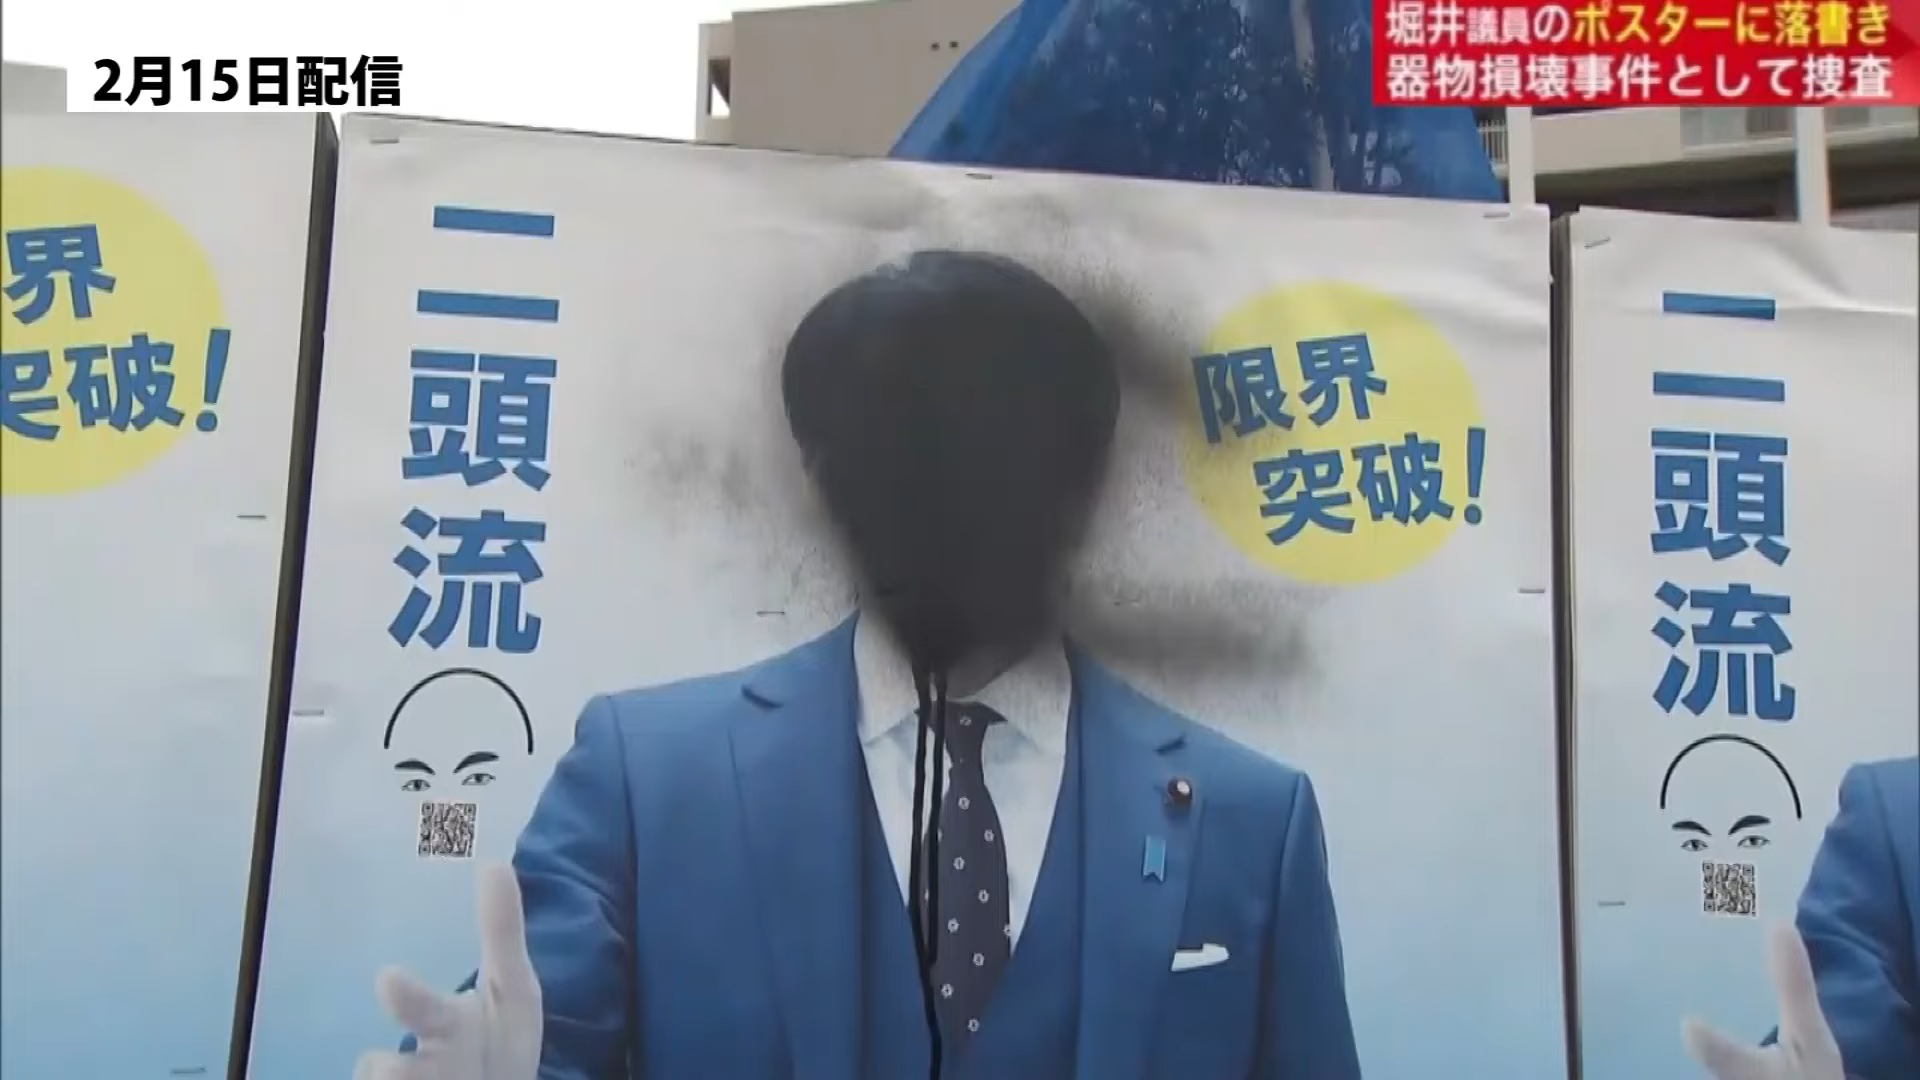 2月15日配信
堀井議員のポスターに落書き
器物損壊事件として捜査
界
突破!
二頭流
限界
突破!
二頭流